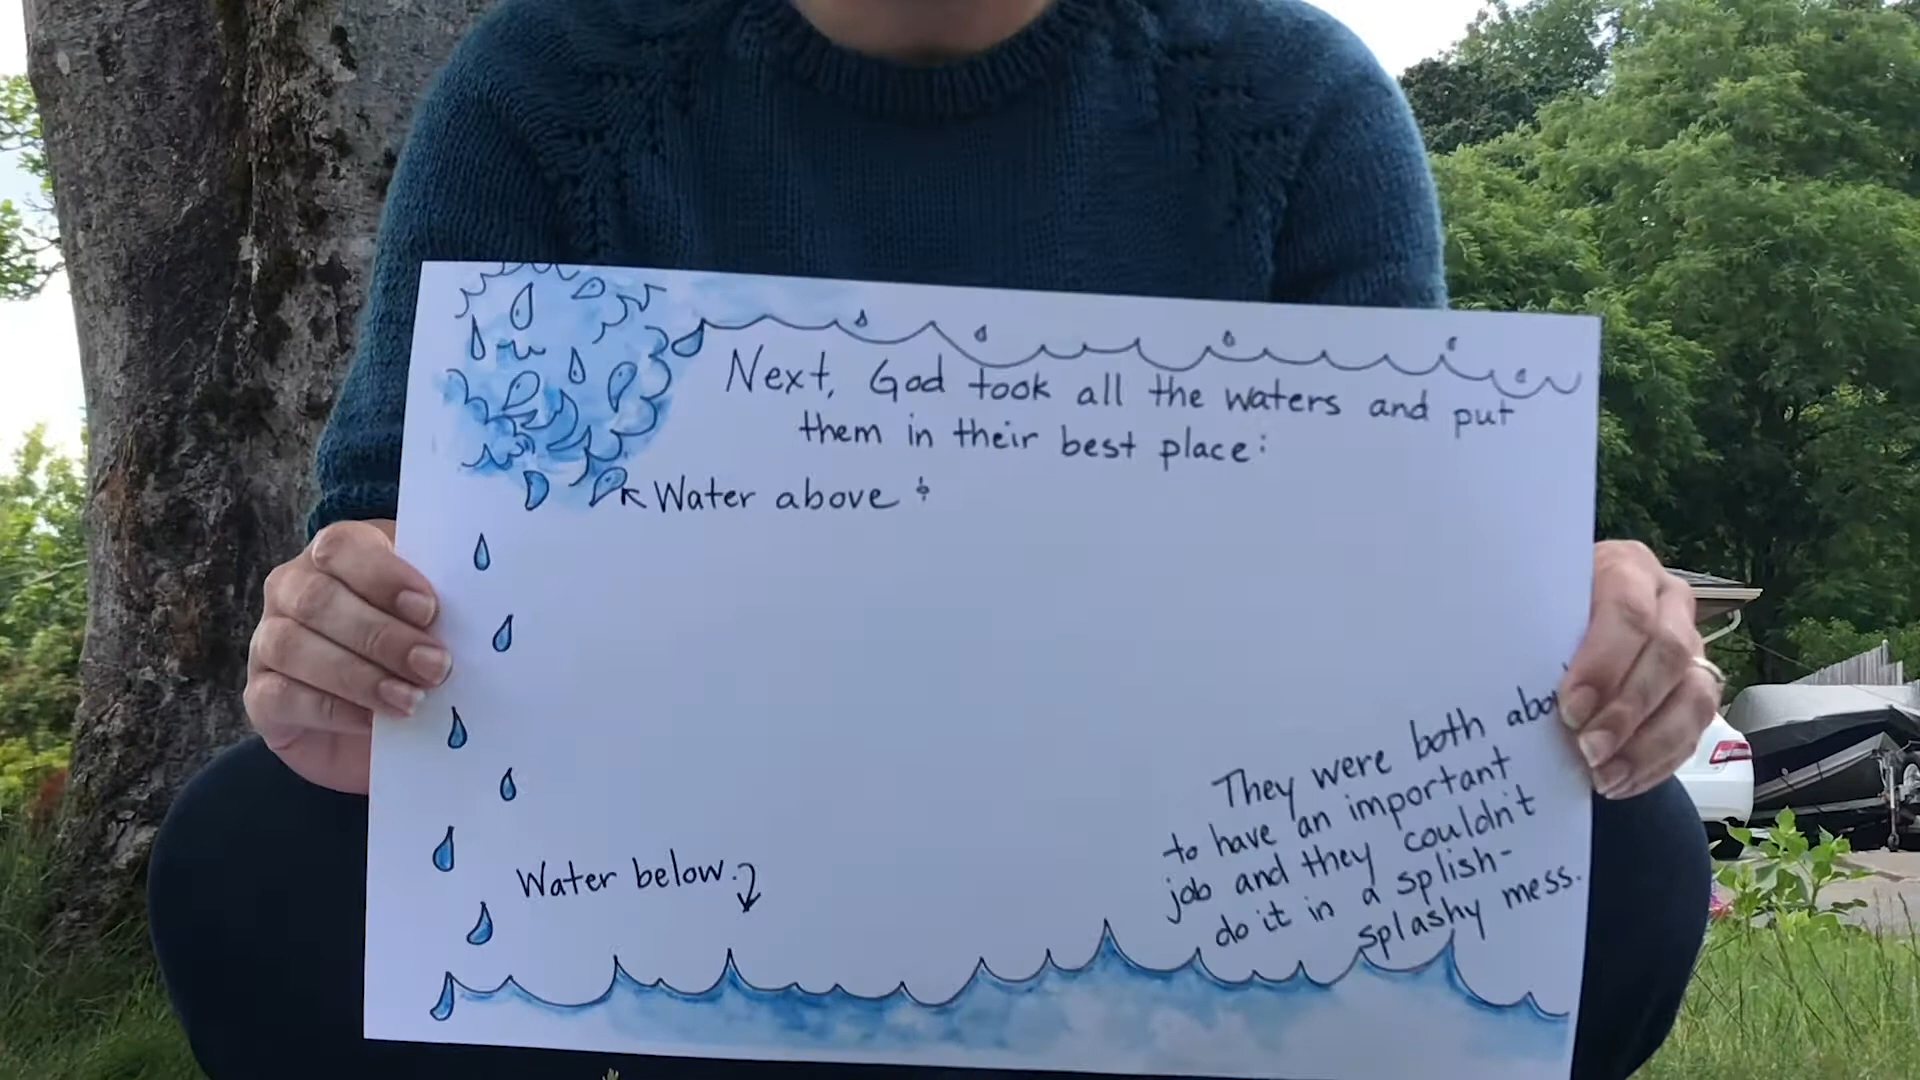 Next, God took all the waters and put
them in their best place:
Water above &
Water below.
They were both
to have an important
job and they couldn't
do it in a splish-
splashy mess.